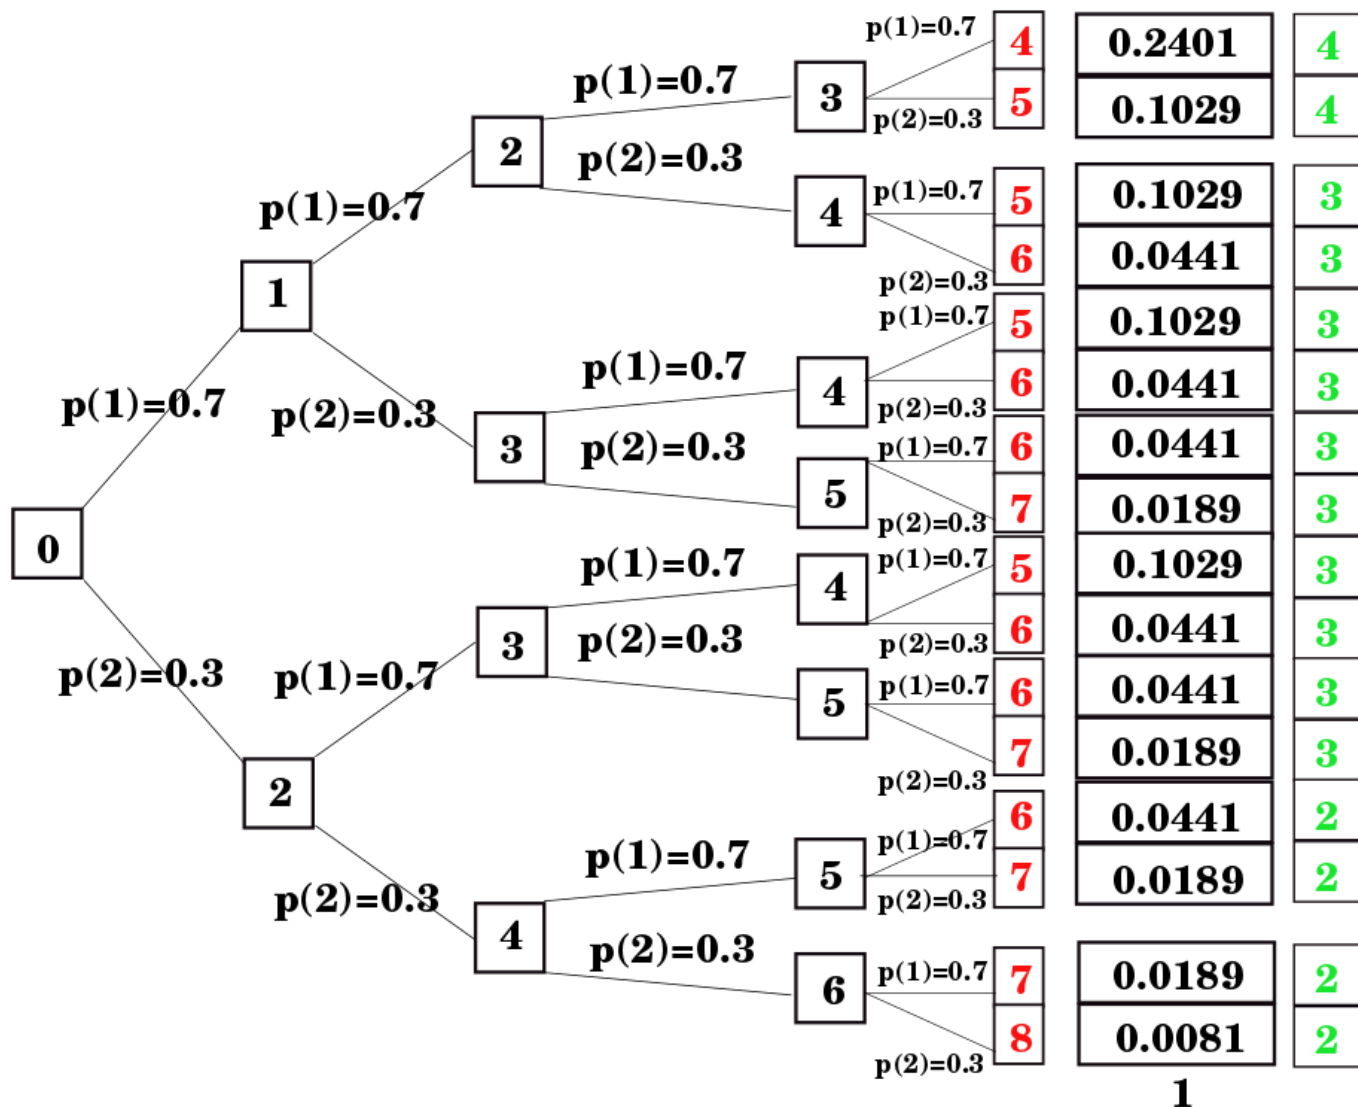 p(1)=0.7 4 0.2401 4
p(1)=0.7 3
p(2)=0.3 5 0.1029 4
2
p(2)=0.3
p(1)=0.7 5 0.1029 3
p(1)=0.7 4
6 0.0441 3
p(2)=0.3
1
p(1)=0.7 5 0.1029 3
p(1)=0.7
4 6 0.0441 3
p(1)=0.7 p(2)=0.3 p(2)=0.3
3 p(2)=0.3 p(1)=0.7 6 0.0441 3
5
p(2)=0.3 7 0.0189 3
0
p(1)=0.7 p(1)=0.7 5 0.1029 3
4
3 p(2)=0.3 p(2)=0.3 6 0.0441 3
p(2)=0.3 p(1)=0.7
p(1)=0.7 6 0.0441 3
5
7 0.0189 3
p(2)=0.3
2
6 0.0441 2
p(1)=0.7 p(1)=0.7
5 7 0.0189 2
p(2)=0.3 p(2)=0.3
4
p(2)=0.3
p(1)=0.7 7 0.0189 2
6
8 0.0081 2
p(2)=0.3
1